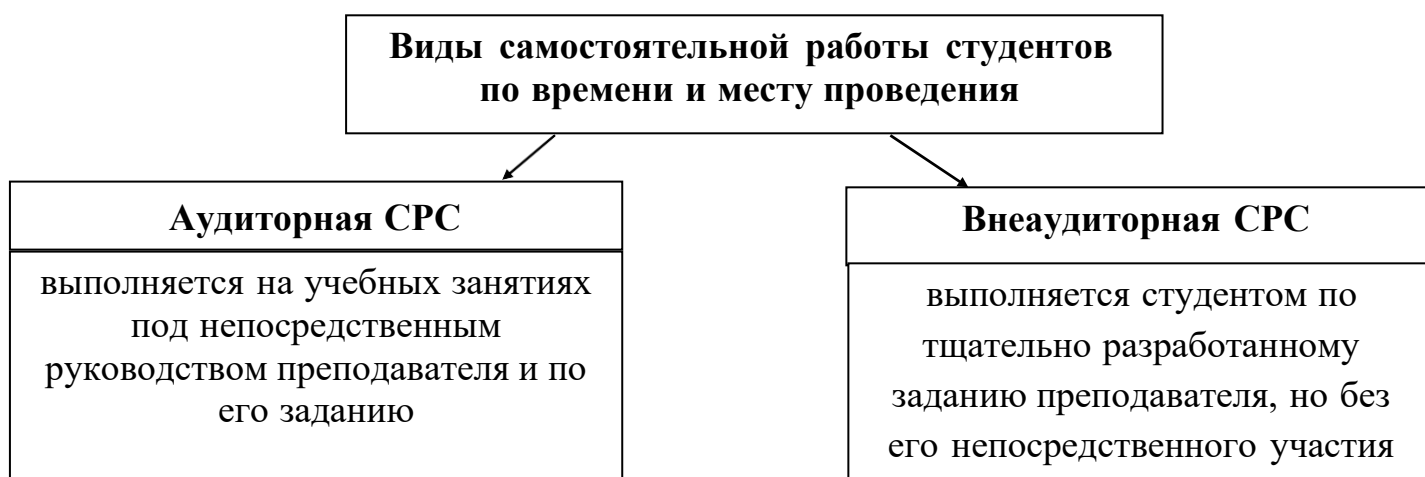 Виды самостоятельной работы студентов
по времени и месту проведения
Аудиторная СРС
выполняется на учебных занятиях
под непосредственным
руководством преподавателя и по
его заданию
Внеаудиторная СРС
выполняется студентом по
тщательно разработанному
заданию преподавателя, но без
его непосредственного участия